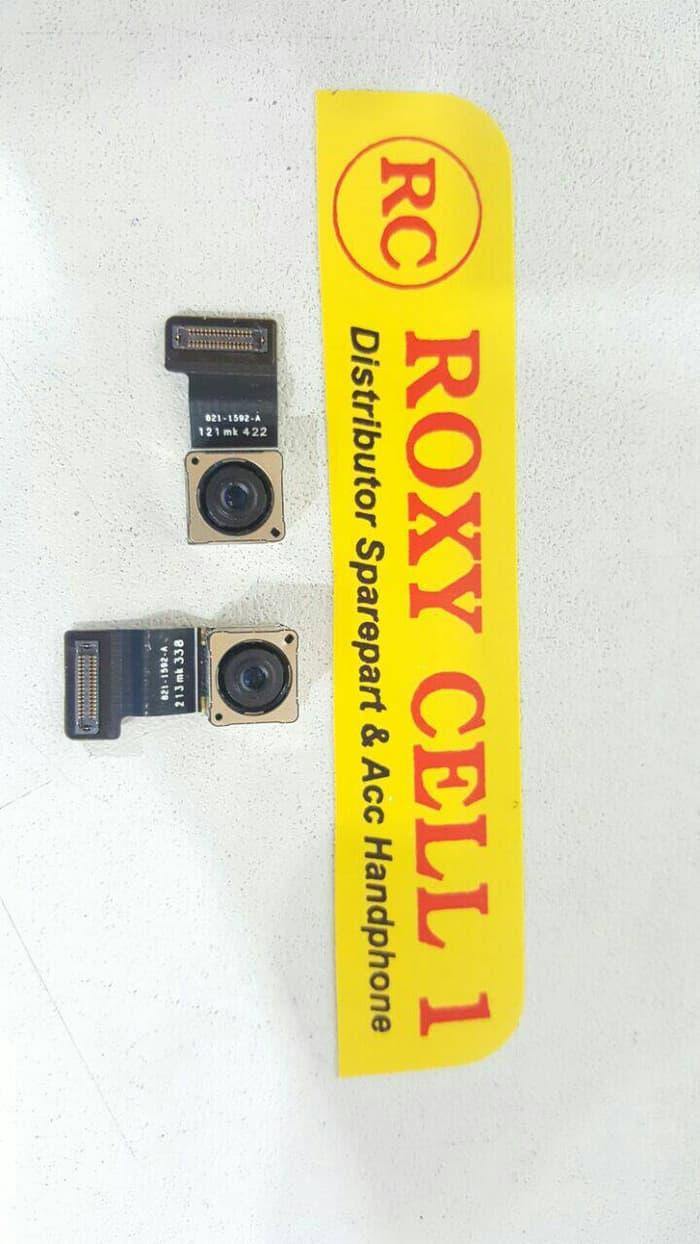 RC
ROXY CELL 1
Distributor Sparepart & Acc Handphone
821-1592-A
121mk 422
821-1592-A
213mk 338